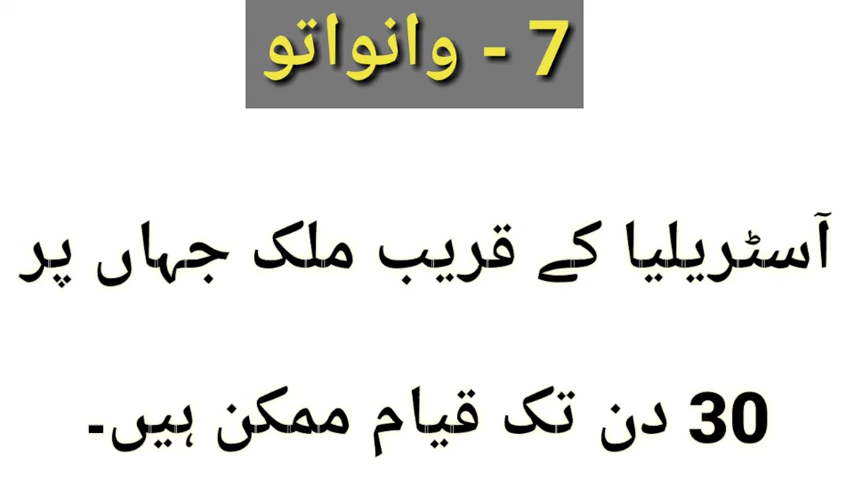 7 - وانواتو
آسٹریلیا کے قریب ملک جہاں پر
30 دن تک قیام ممکن ہیں۔